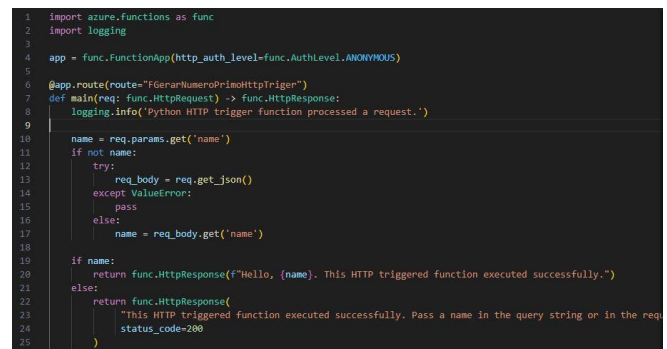 1 import azure.functions as func
2 import logging
3
4 app = func.FunctionApp(http_auth_level=func.AuthLevel.ANONYMOUS)
5
6 @app.route(route="FGerarNumeroPrimoHttpTriger")
7 def main(req: func.HttpRequest) -> func.HttpResponse:
8     logging.info('Python HTTP trigger function processed a request.')
9
10     name = req.params.get('name')
11     if not name:
12         try:
13             req_body = req.get_json()
14         except ValueError:
15             pass
16         else:
17             name = req_body.get('name')
18
19     if name:
20         return func.HttpResponse(f"Hello, {name}. This HTTP triggered function executed successfully.")
21     else:
22         return func.HttpResponse(
23             "This HTTP triggered function executed successfully. Pass a name in the query string or in the requ
24             status_code=200
25         )